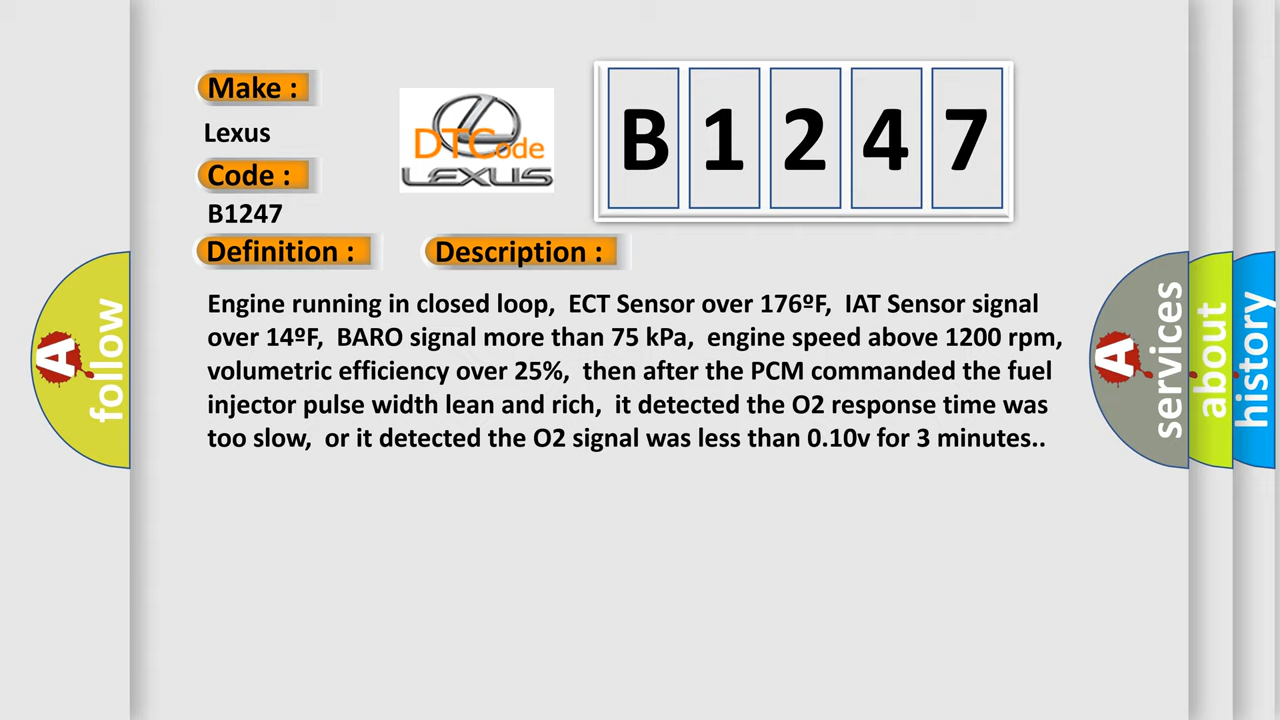 Make :
Lexus
Code :
B1247
DTCode
LEXUS
B 1 2 4 7
Definition :
Description :
Engine running in closed loop,  ECT Sensor over 176ºF,  IAT Sensor signal
over 14ºF,  BARO signal more than 75 kPa,  engine speed above 1200 rpm,
volumetric efficiency over 25%,  then after the PCM commanded the fuel
injector pulse width lean and rich,  it detected the O2 response time was
too slow,  or it detected the O2 signal was less than 0.10v for 3 minutes..
A
follow
A
services
about
history